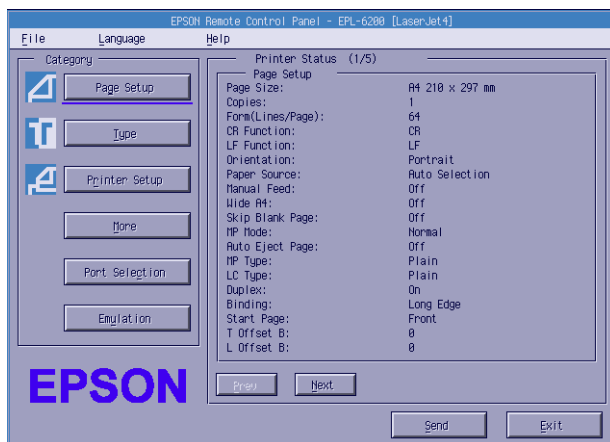 EPSON Remote Control Panel - EPL-6200 [LaserJet4]
File Language Help
Category
Page Setup
Type
Printer Setup
More
Port Selection
Emulation
EPSON
Printer Status (1/5)
Page Setup
Page Size: A4 210 x 297 mm
Copies: 1
Form(Lines/Page): 64
CR Function: CR
LF Function: LF
Orientation: Portrait
Paper Source: Auto Selection
Manual Feed: Off
Wide A4: Off
Skip Blank Page: Off
MP Mode: Normal
Auto Eject Page: Off
MP Type: Plain
LC Type: Plain
Duplex: On
Binding: Long Edge
Start Page: Front
T Offset B: 0
L Offset B: 0
Prev Next
Send Exit